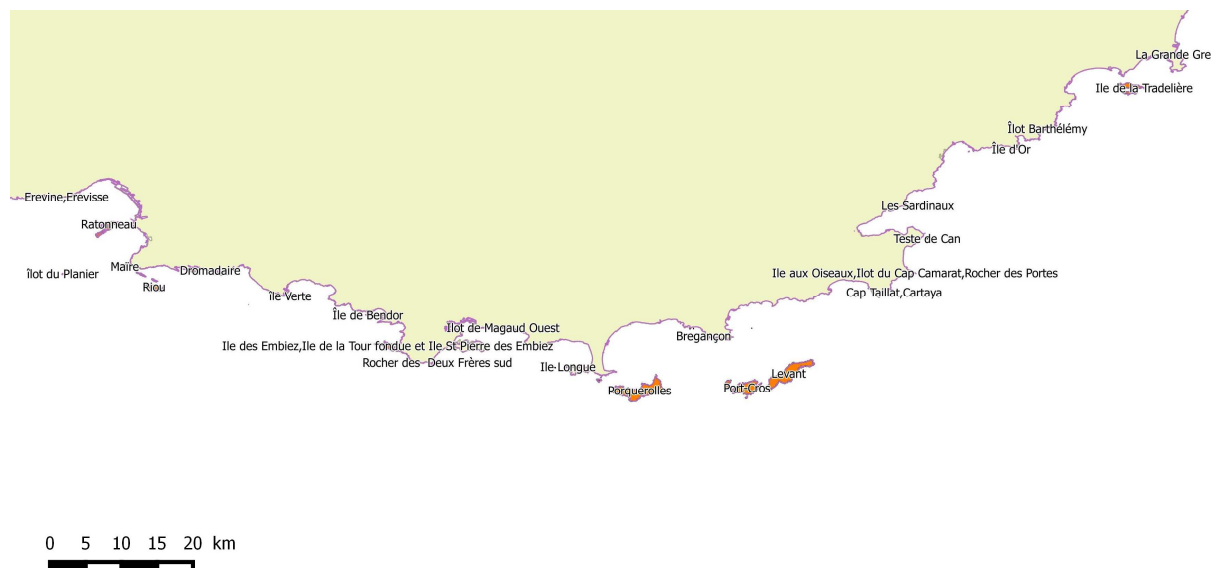 La Grande Gre
Ile de la Tradelière
Îlot Barthélémy
Île d'Or
Erevine,Erevisse
Les Sardinaux
Ratonneau
Teste de Can
Maïre
Dromadaire
îlot du Planier
Ile aux Oiseaux,Ilot du Cap Camarat,Rocher des Portes
Riou
île Verte
Cap Taillat,Cartaya
Île de Bendor
Ilot de Magaud Ouest
Bregançon
Ile des Embiez,Ile de la Tour fondue et Ile St Pierre des Embiez
Rocher des Deux Frères sud
Ile Longue
Levant
Porquerolles
Port-Cros
0 5 10 15 20 km